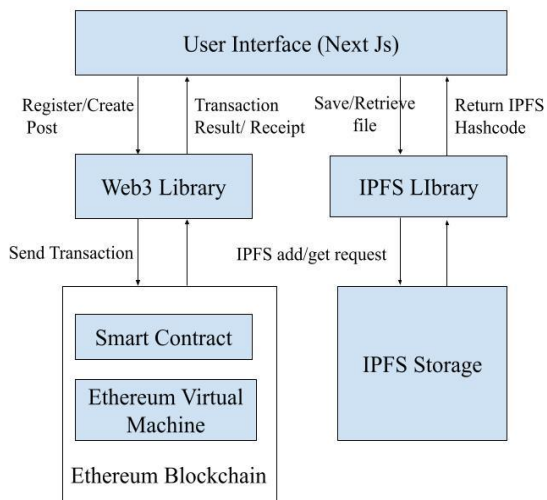 User Interface (Next Js)
Register/Create
Post
Transaction
Result/ Receipt
Save/Retrieve
file
Return IPFS
Hashcode
Web3 Library
IPFS LIbrary
Send Transaction
IPFS add/get request
Smart Contract
Ethereum Virtual
Machine
Ethereum Blockchain
IPFS Storage